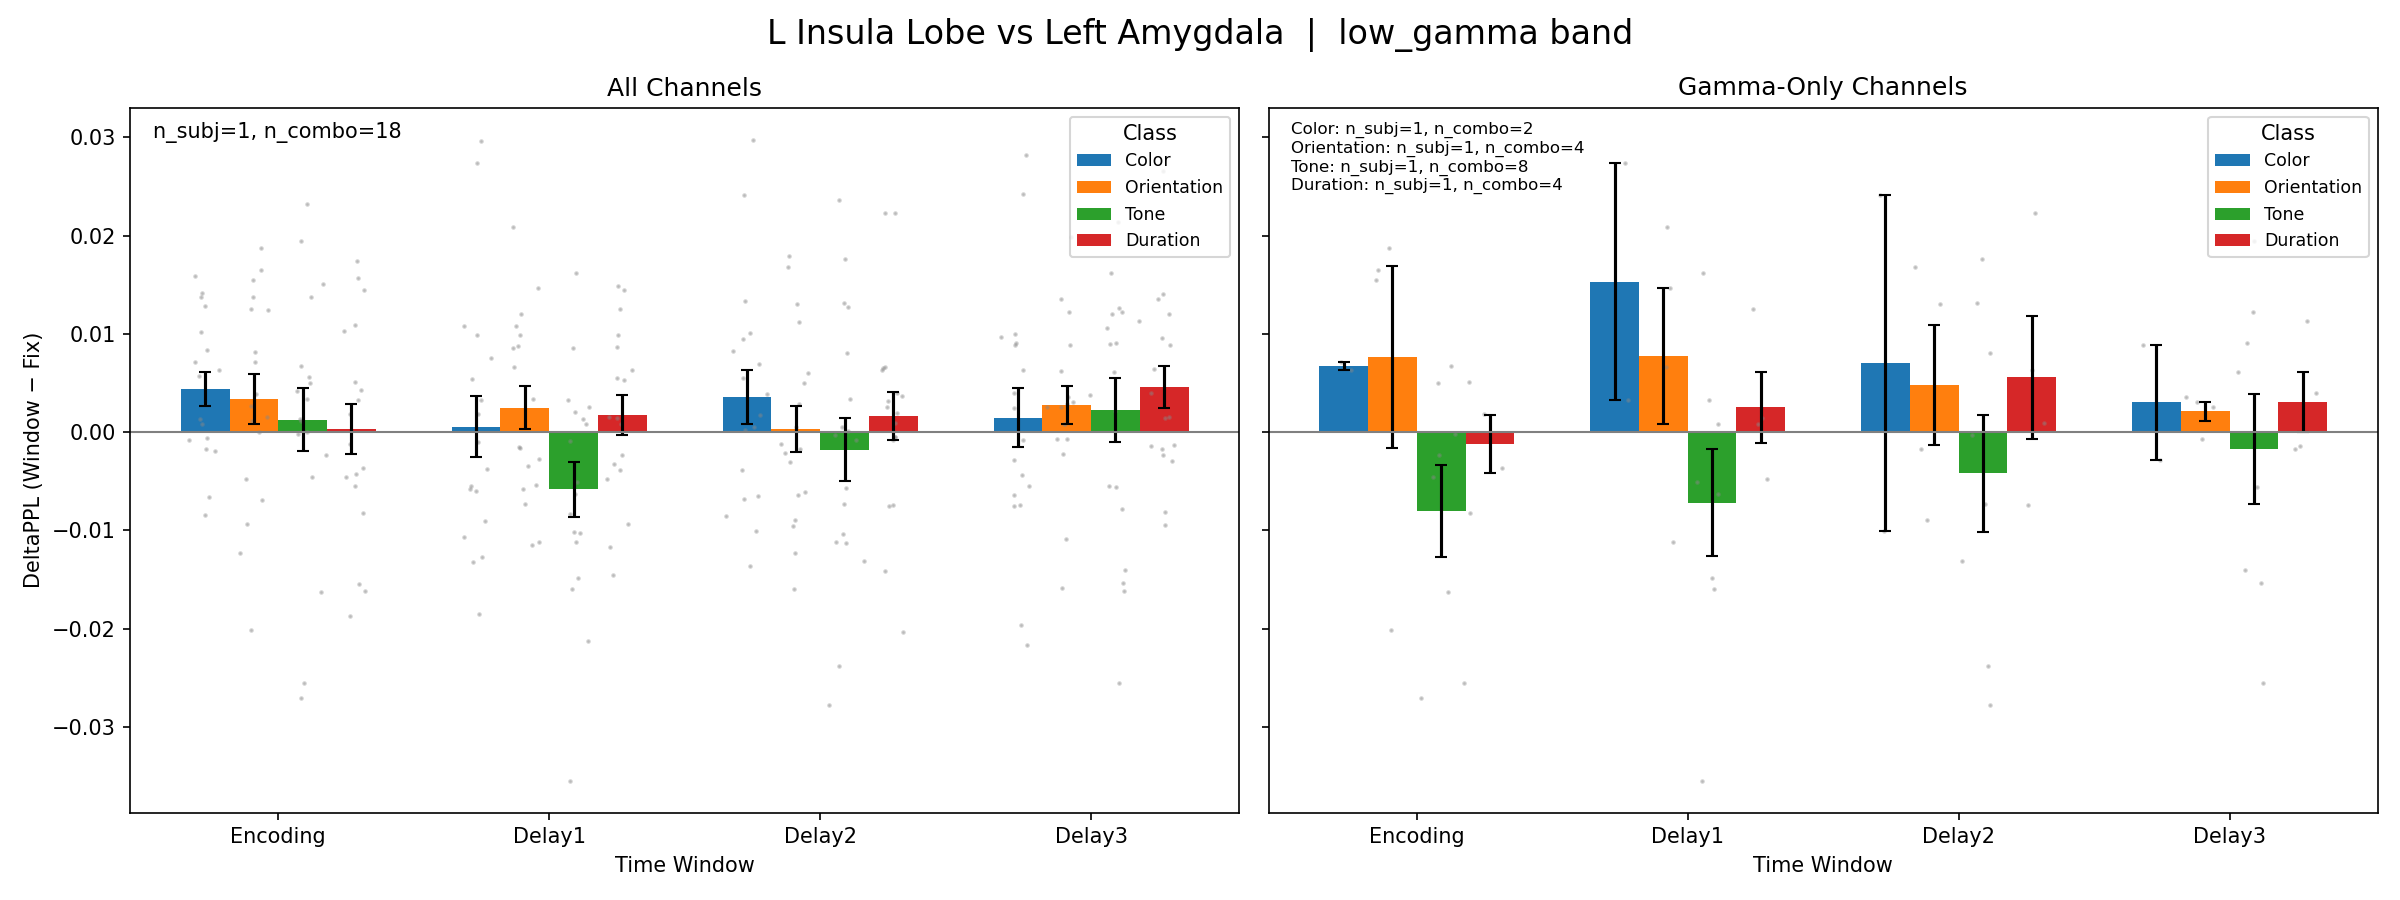 L Insula Lobe vs Left Amygdala | low_gamma band
All Channels
n_subj=1, n_combo=18
Class
Color
Orientation
Tone
Duration
0.03
0.02
0.01
0.00
−0.01
−0.02
−0.03
DeltaPPL (Window − Fix)
Encoding
Delay1
Delay2
Delay3
Time Window
Gamma-Only Channels
Color: n_subj=1, n_combo=2
Orientation: n_subj=1, n_combo=4
Tone: n_subj=1, n_combo=8
Duration: n_subj=1, n_combo=4
Class
Color
Orientation
Tone
Duration
Encoding
Delay1
Delay2
Delay3
Time Window